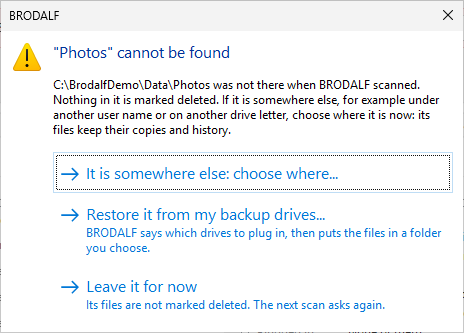 BRODALF
"Photos" cannot be found
C:\BrodalfDemo\Data\Photos was not there when BRODALF scanned.
Nothing in it is marked deleted. If it is somewhere else, for example under
another user name or on another drive letter, choose where it is now: its
files keep their copies and history.
It is somewhere else: choose where...
Restore it from my backup drives...
BRODALF says which drives to plug in, then puts the files in a folder
you choose.
Leave it for now
Its files are not marked deleted. The next scan asks again.